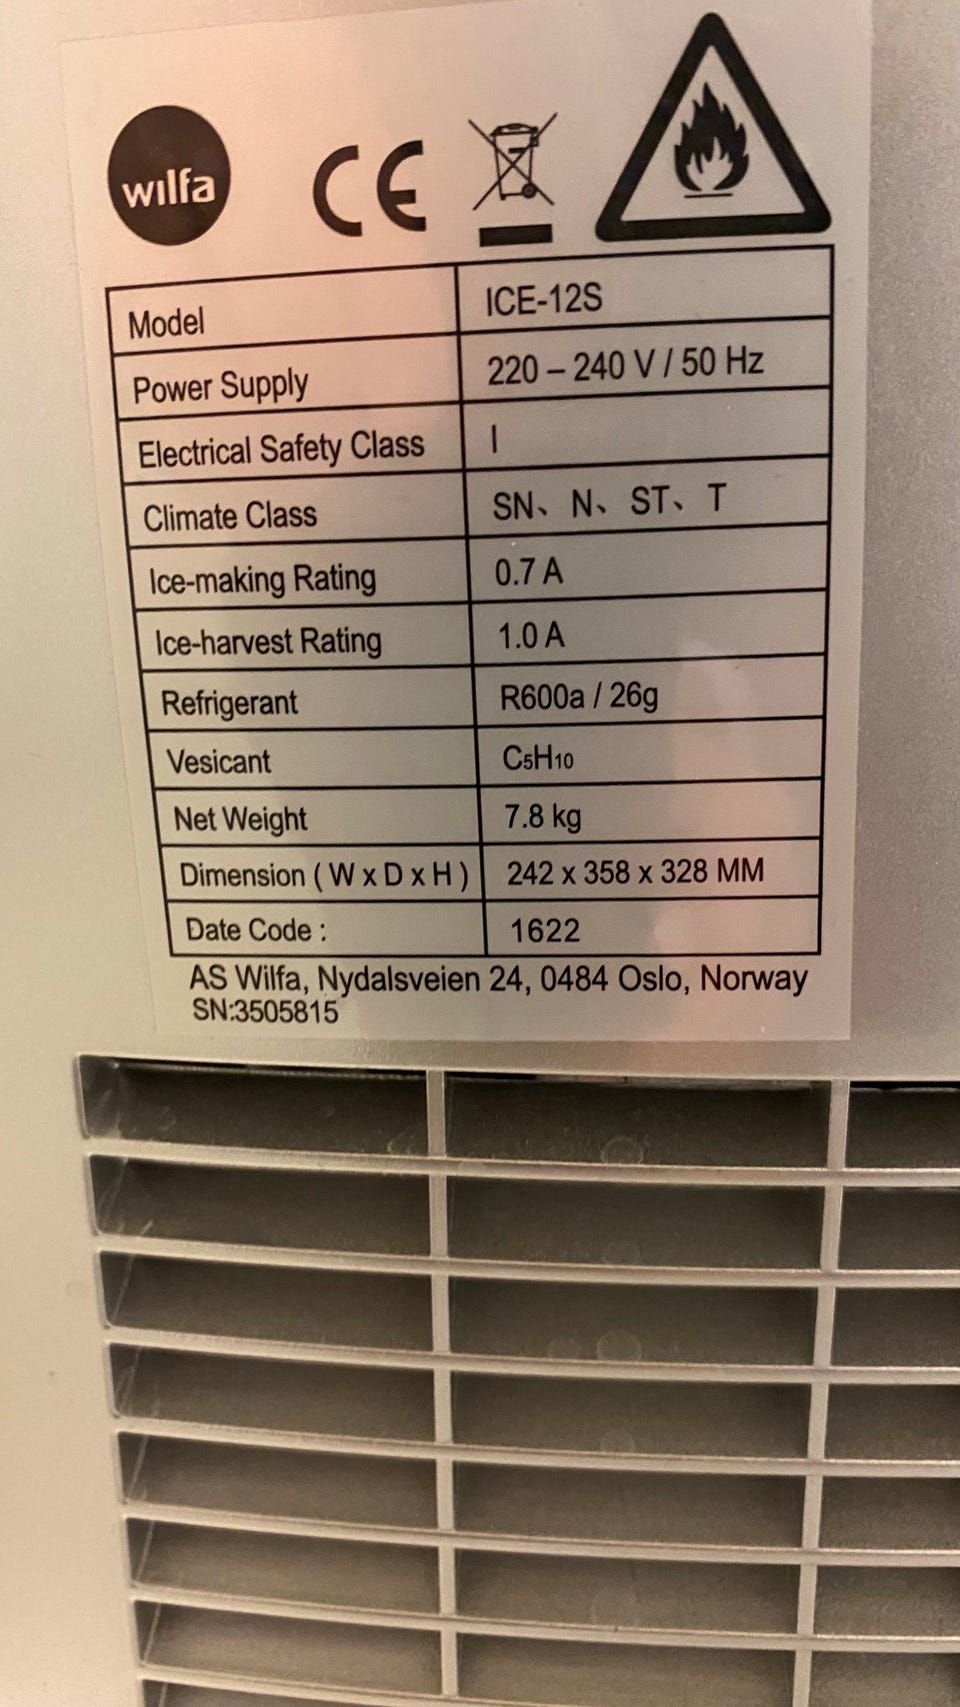 wilfa
CE
Model ICE-12S
Power Supply 220 – 240 V / 50 Hz
Electrical Safety Class I
Climate Class SN、 N、 ST、 T
Ice-making Rating 0.7 A
Ice-harvest Rating 1.0 A
Refrigerant R600a / 26g
Vesicant C₅H₁₀
Net Weight 7.8 kg
Dimension ( W x D x H ) 242 x 358 x 328 MM
Date Code : 1622
AS Wilfa, Nydalsveien 24, 0484 Oslo, Norway
SN:3505815